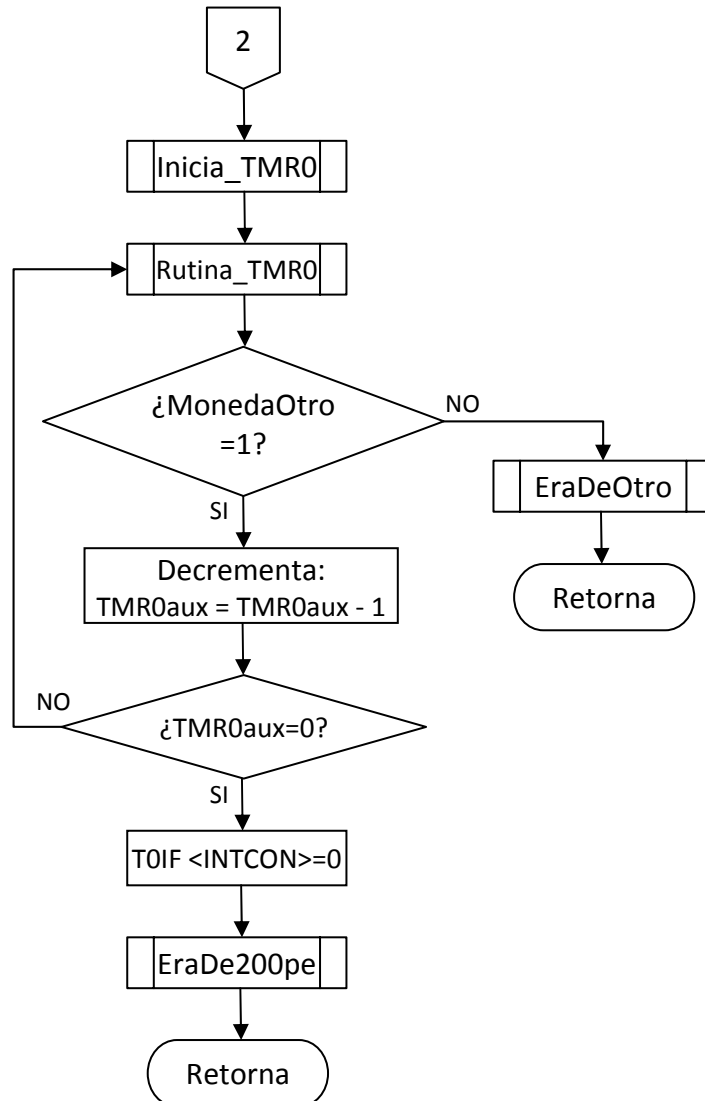 2
Inicia_TMR0
Rutina_TMR0
¿MonedaOtro
=1?
NO
EraDeOtro
Retorna
SI
Decrementa:
TMR0aux = TMR0aux - 1
NO
¿TMR0aux=0?
SI
T0IF <INTCON>=0
EraDe200pe
Retorna